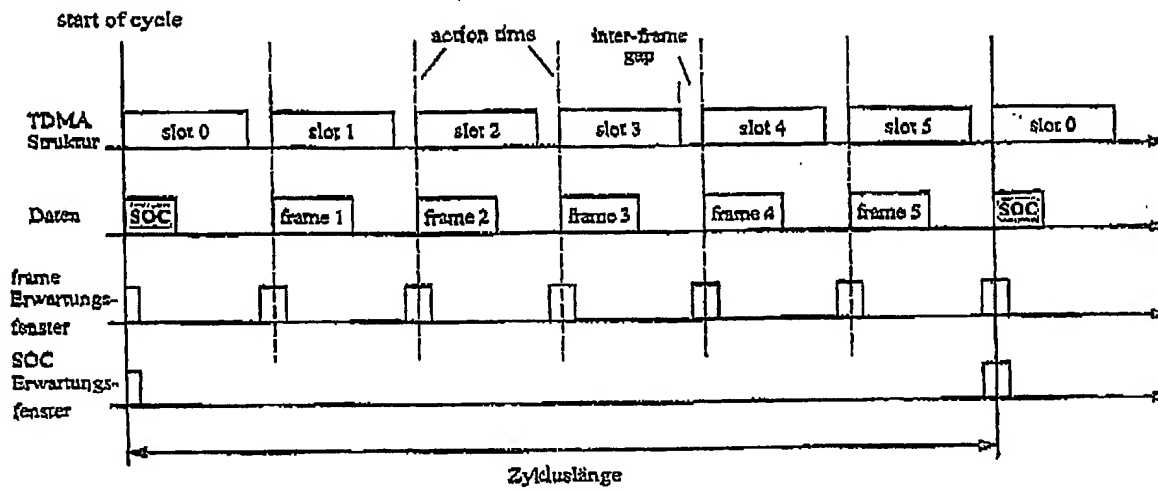 start of cycle
action time
inter-frame
gap
TDMA
Struktur
slot 0
slot 1
slot 2
slot 3
slot 4
slot 5
slot 0
Daten
SOC
frame 1
frame 2
frame 3
frame 4
frame 5
SOC
frame
Erwartungs-
fenster
SOC
Erwartungs-
fenster
Zykluslänge